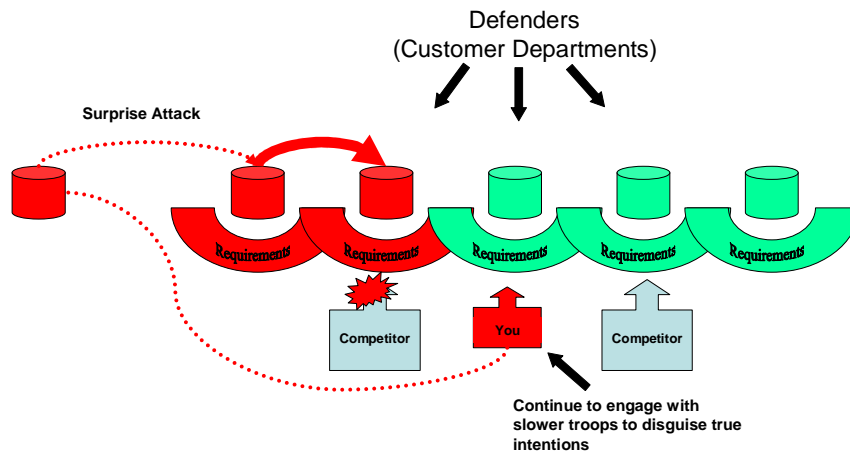 Defenders
(Customer Departments)
Surprise Attack
Requirements
Requirements
Requirements
Requirements
Requirements
Competitor
You
Competitor
Continue to engage with
slower troops to disguise true
intentions